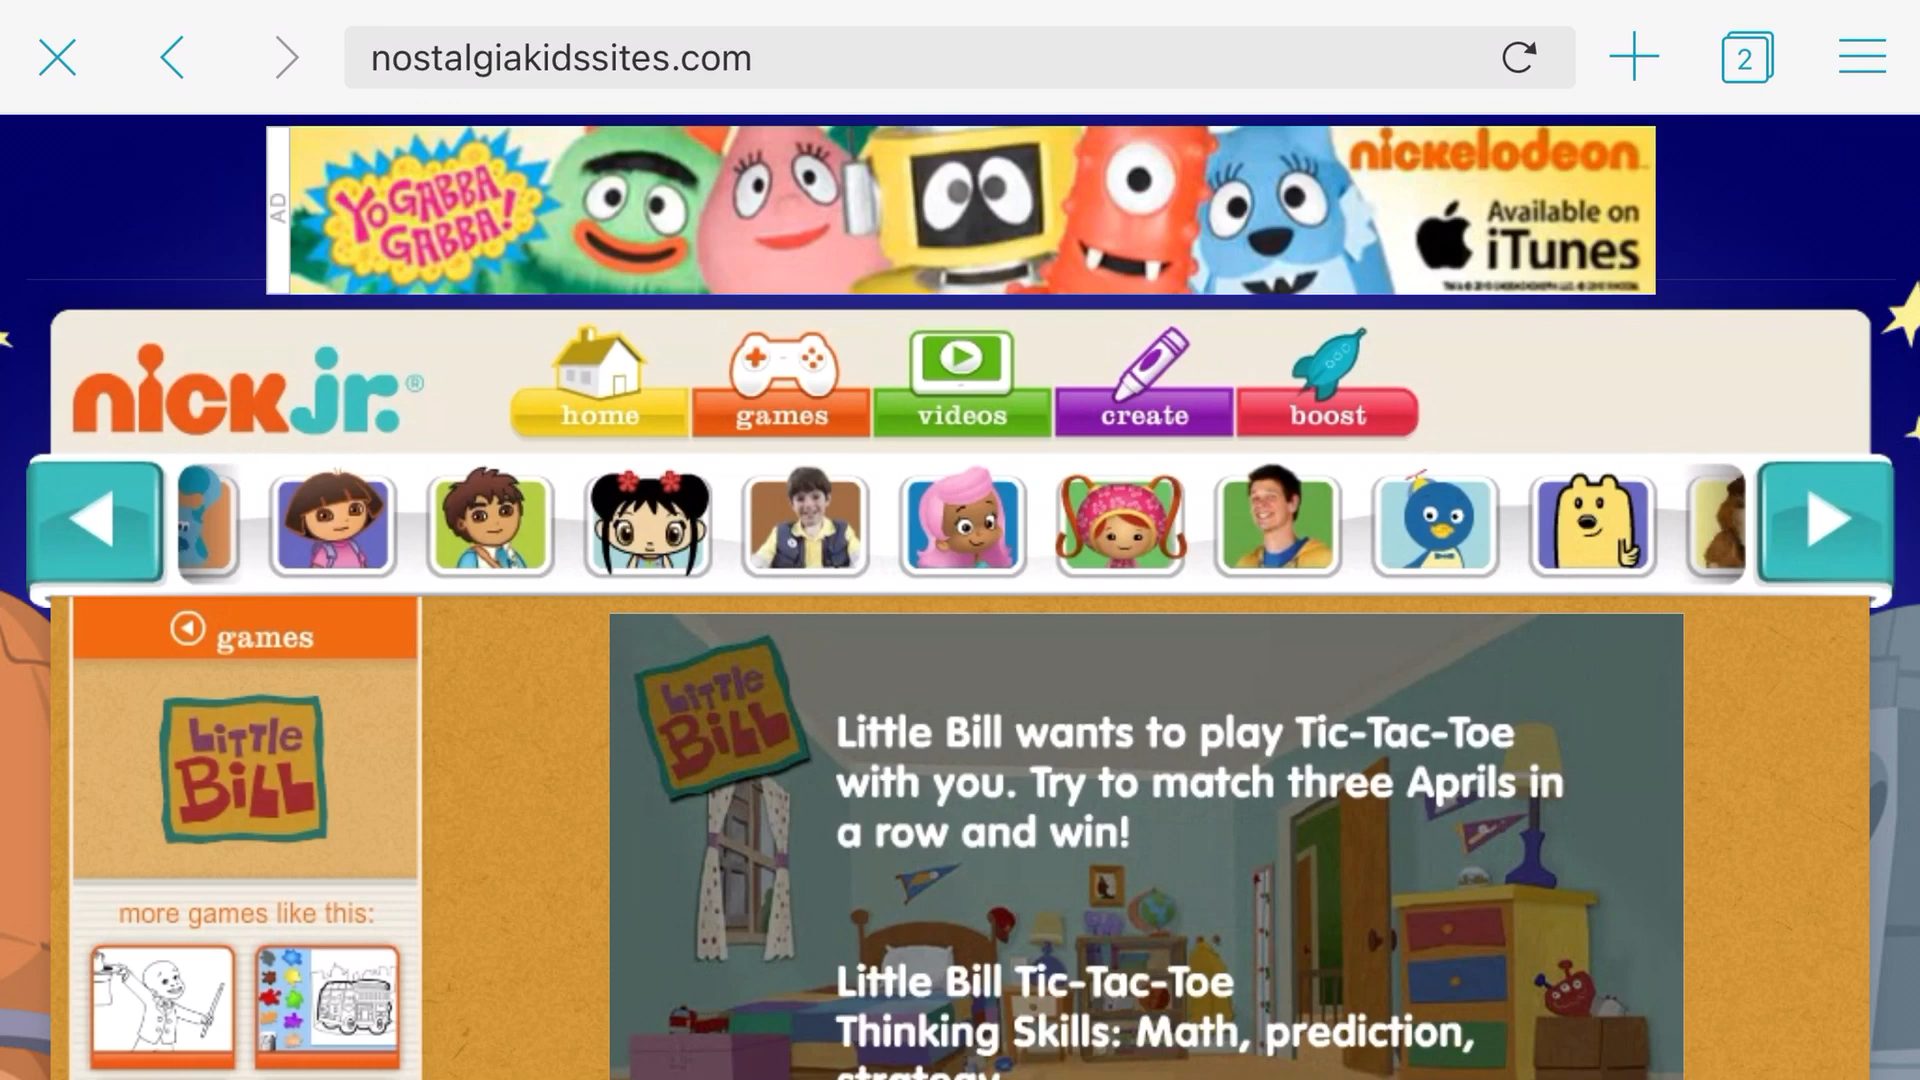 nostalgiakidssites.com
2
AD
YO GABBA
GABBA!
nickelodeon
Available on
iTunes
nick jr.®
home
games
videos
create
boost
games
LiTTLe
BiLL
more games like this:
LiTTLe
BiLL
Little Bill wants to play Tic-Tac-Toe
with you. Try to match three Aprils in
a row and win!
Little Bill Tic-Tac-Toe
Thinking Skills: Math, prediction,
strategy